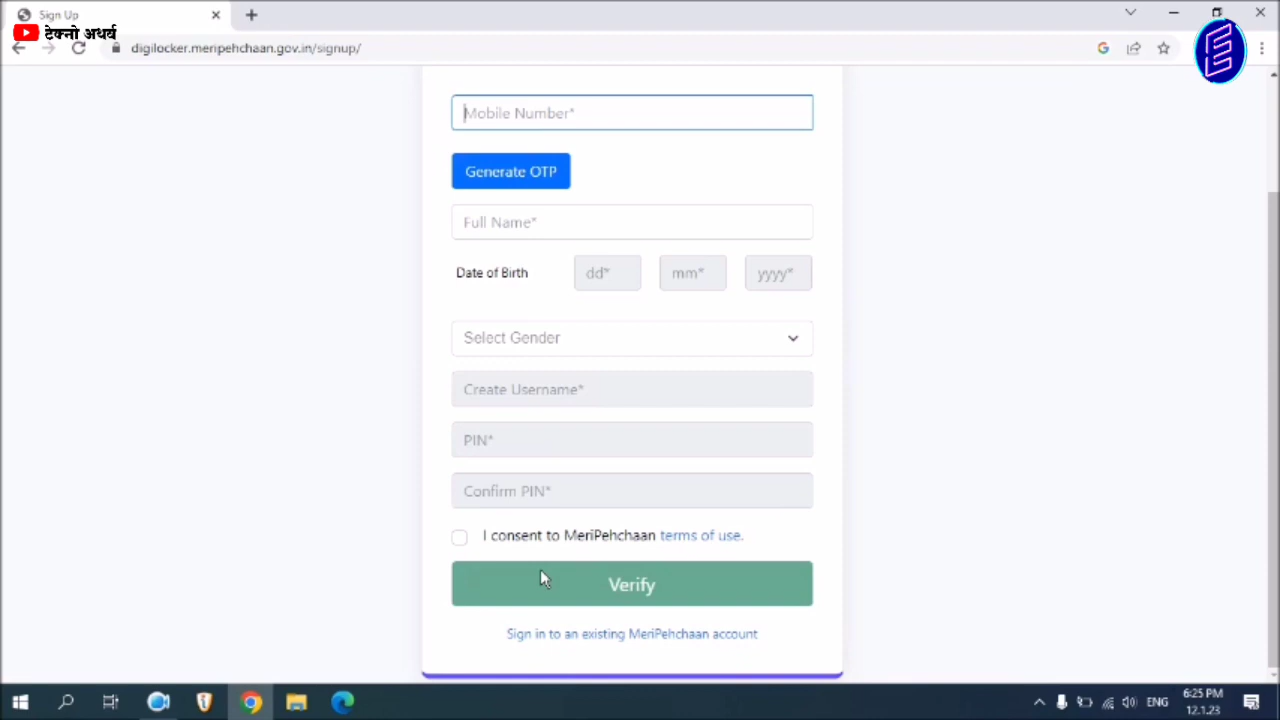 Sign Up
टेक्नो अथर्व
digilocker.meripehchaan.gov.in/signup/
Mobile Number*
Generate OTP
Full Name*
Date of Birth dd* mm* yyyy*
Select Gender
Create Username*
PIN*
Confirm PIN*
I consent to MeriPehchaan terms of use.
Verify
Sign in to an existing MeriPehchaan account
ENG
6:25 PM
12.1.23